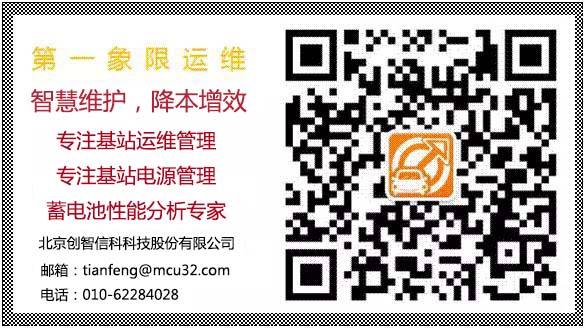 第一象限运维
智慧维护，降本增效
专注基站运维管理
专注基站电源管理
蓄电池性能分析专家
北京创智信科科技股份有限公司
邮箱：tianfeng@mcu32.com
电话：010-62284028